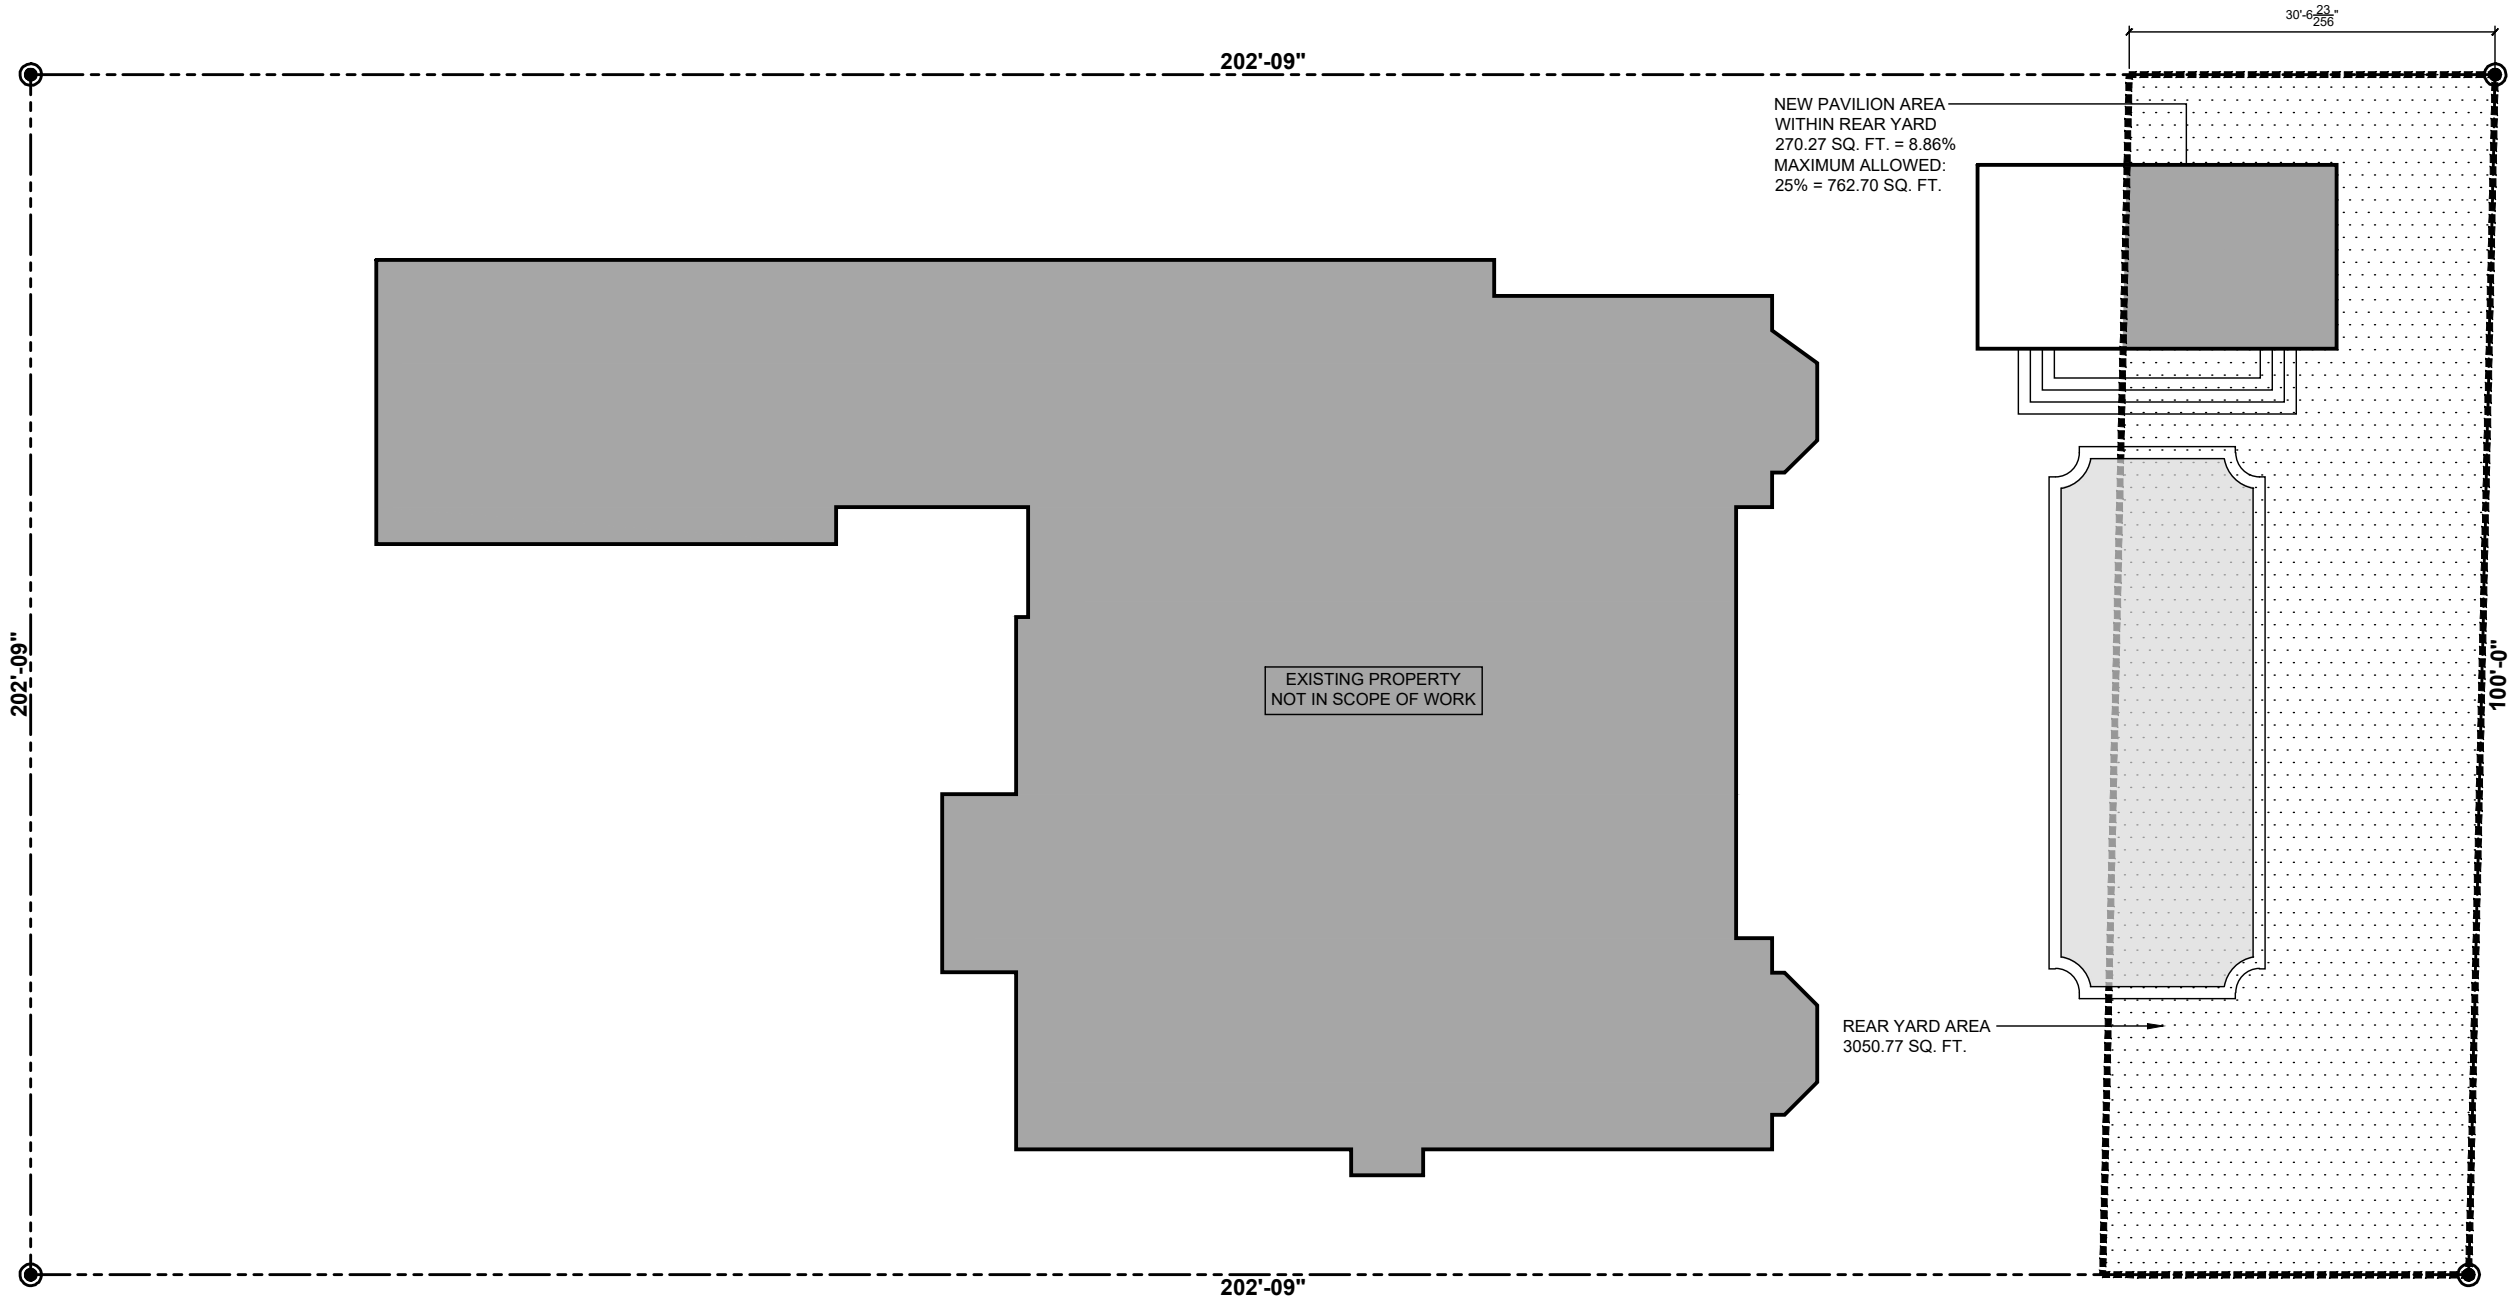 30'-6 23/256"
202'-09"
NEW PAVILION AREA
WITHIN REAR YARD
270.27 SQ. FT. = 8.86%
MAXIMUM ALLOWED:
25% = 762.70 SQ. FT.
202'-09"
EXISTING PROPERTY
NOT IN SCOPE OF WORK
100'-0"
REAR YARD AREA
3050.77 SQ. FT.
202'-09"